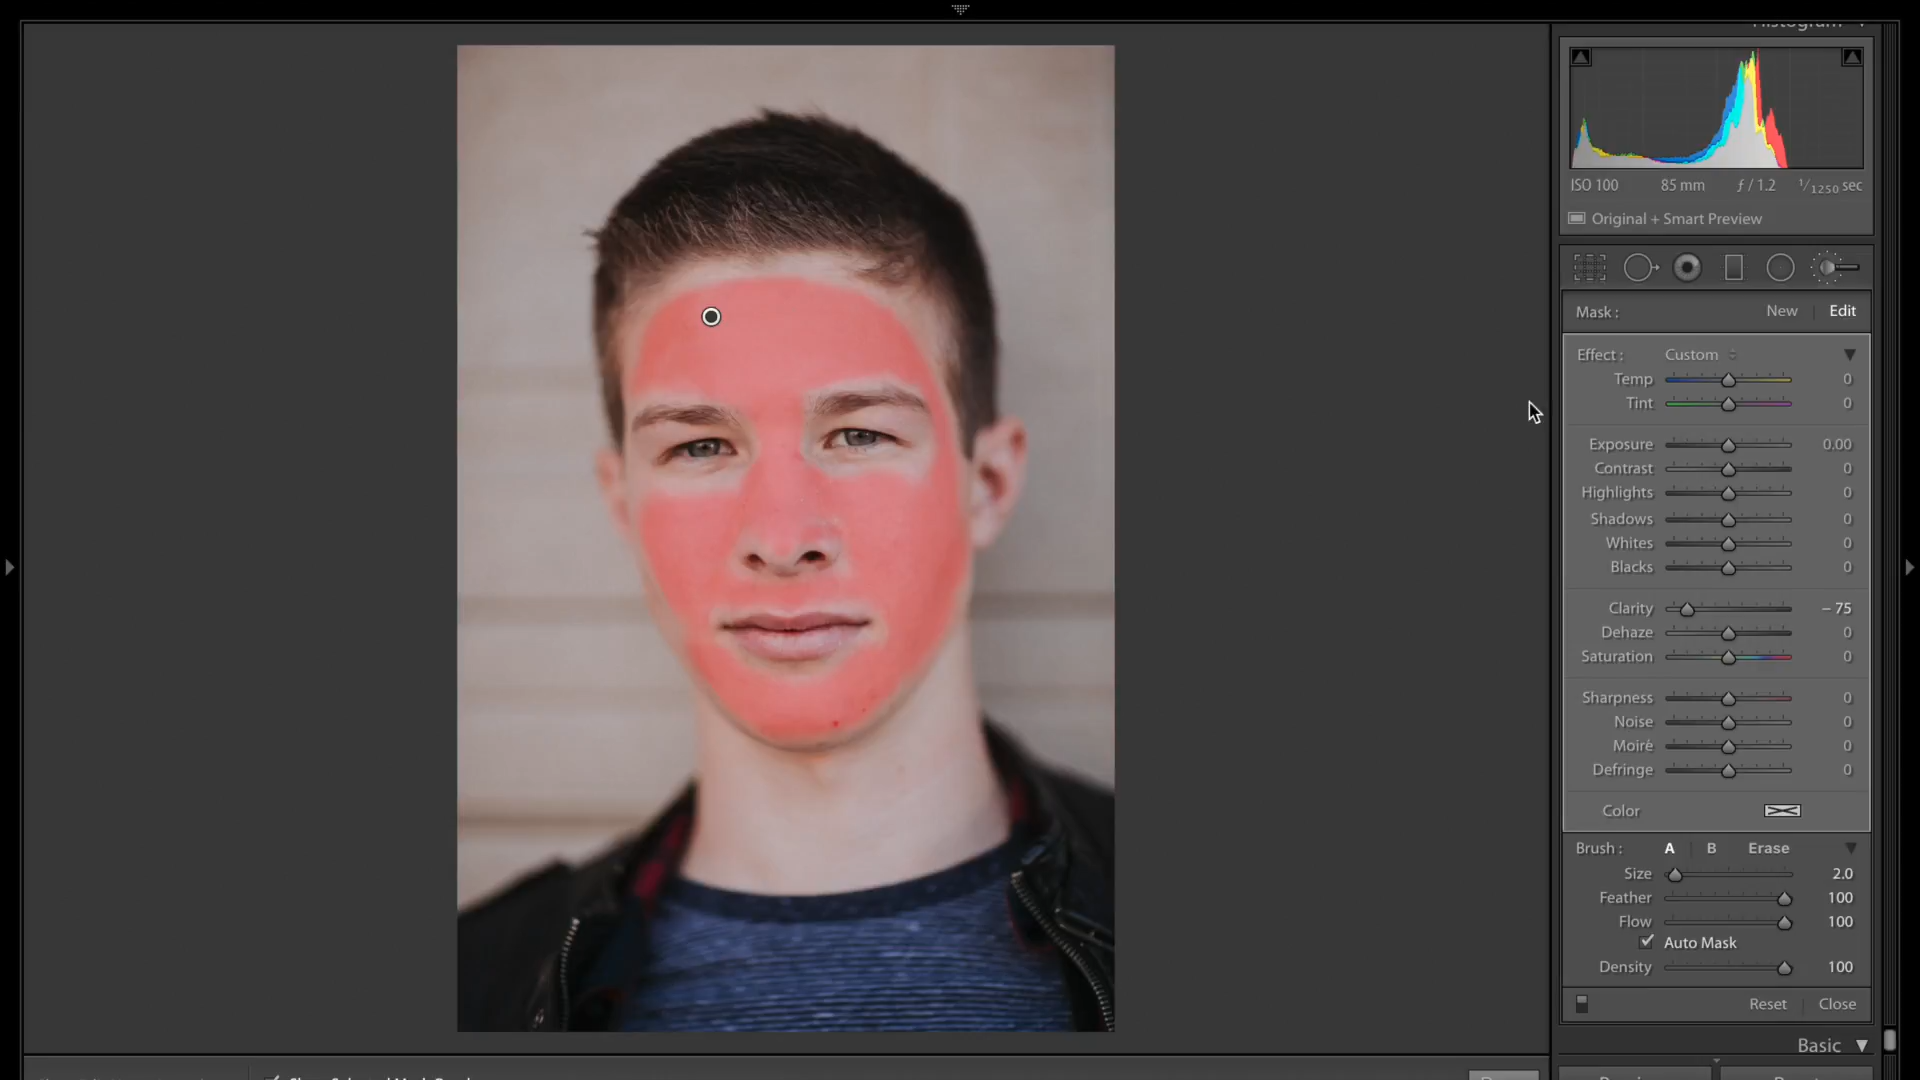 Histogram
ISO 100 85 mm ƒ / 1.2 1/1250 sec
Original + Smart Preview
Mask : New Edit
Effect : Custom
Temp 0
Tint 0
Exposure 0.00
Contrast 0
Highlights 0
Shadows 0
Whites 0
Blacks 0
Clarity – 75
Dehaze 0
Saturation 0
Sharpness 0
Noise 0
Moiré 0
Defringe 0
Color
Brush : A B Erase
Size 2.0
Feather 100
Flow 100
Auto Mask
Density 100
Reset Close
Basic